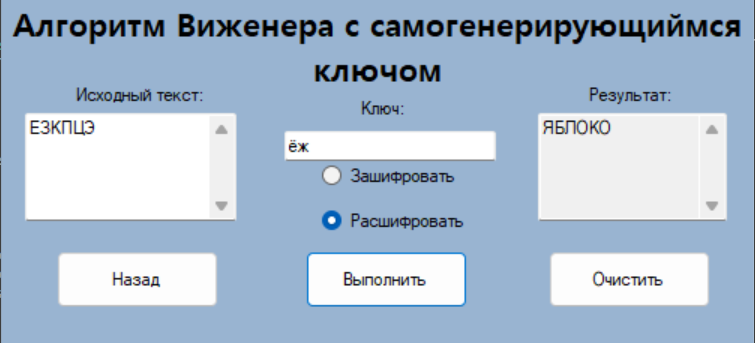 Алгоритм Виженера с самогенерирующиймся
ключом
Исходный текст:
Ключ:
Результат:
ЕЗКПЦЭ
ёж
ЯБЛОКО
Зашифровать
Расшифровать
Назад
Выполнить
Очистить